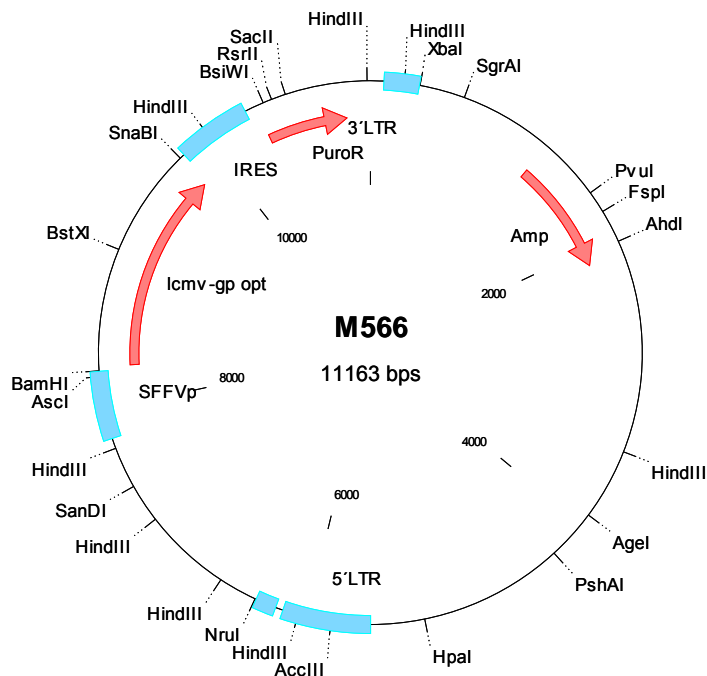 HindIII
HindIII
XbaI
SgrAI
SacII
RsrII
BsiWI
HindIII
SnaBI
3´LTR
PuroR
IRES
PvuI
FspI
AhdI
Amp
BstXI
10000
lcmv-gp opt
2000
M566
11163 bps
BamHI
AscI
SFFVp
8000
4000
HindIII
HindIII
SanDI
6000
AgeI
HindIII
PshAI
5´LTR
HindIII
NruI
HindIII
AccIII
HpaI